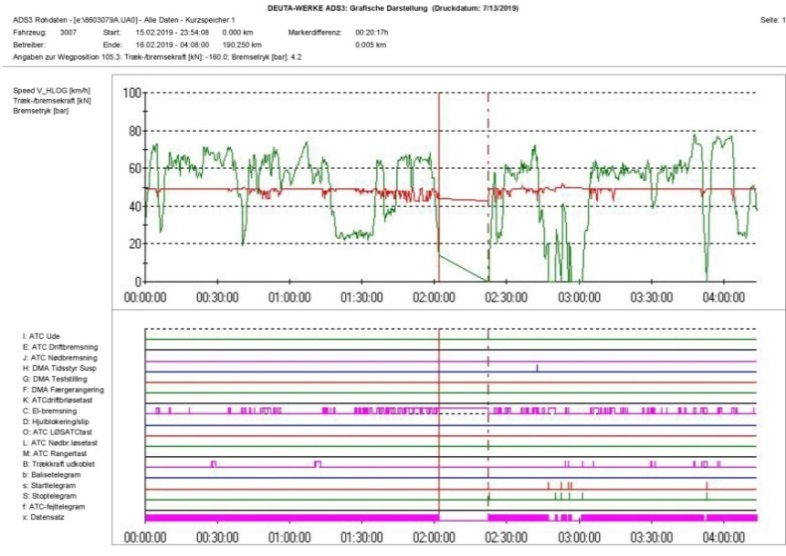 DEUTA-WERKE ADS3: Grafische Darstellung (Druckdatum: 7/13/2019)
ADS3 Rohdaten - [e:\8603079A.UA0] - Alle Daten - Kurzspeicher 1 Seite: 1
Fahrzeug: 3007 Start: 15.02.2019 - 23:54:08 0.000 km Markerdifferenz: 00:20:17h
Betreiber: Ende: 16.02.2019 - 04:08:00 190.250 km 0.005 km
Angaben zur Wegposition 105.3: Træk-/bremsekraft [kN]: -160.0; Bremsetryk [bar]: 4.2
Speed V_HLOG [km/h]
Træk-/bremsekraft [kN]
Bremsetryk [bar]
100
80
60
40
20
0
00:00:00 00:30:00 01:00:00 01:30:00 02:00:00 02:30:00 03:00:00 03:30:00 04:00:00
I: ATC Ude
E: ATC Driftbremsning
J: ATC Nødbremsning
H: DMA Tidsstyr Susp
G: DMA Teststilling
F: DMA Færgerangering
K: ATCdriftbrløsetast
C: El-bremsning
D: Hjulblokering/slip
O: ATC LØSATCtast
L: ATC Nødbr.løsetast
M: ATC Rangertast
B: Trækkraft udkoblet
b: Balisetelegram
s: Starttelegram
S: Stoptelegram
f: ATC-fejltelegram
x: Datensatz
00:00:00 00:30:00 01:00:00 01:30:00 02:00:00 02:30:00 03:00:00 03:30:00 04:00:00